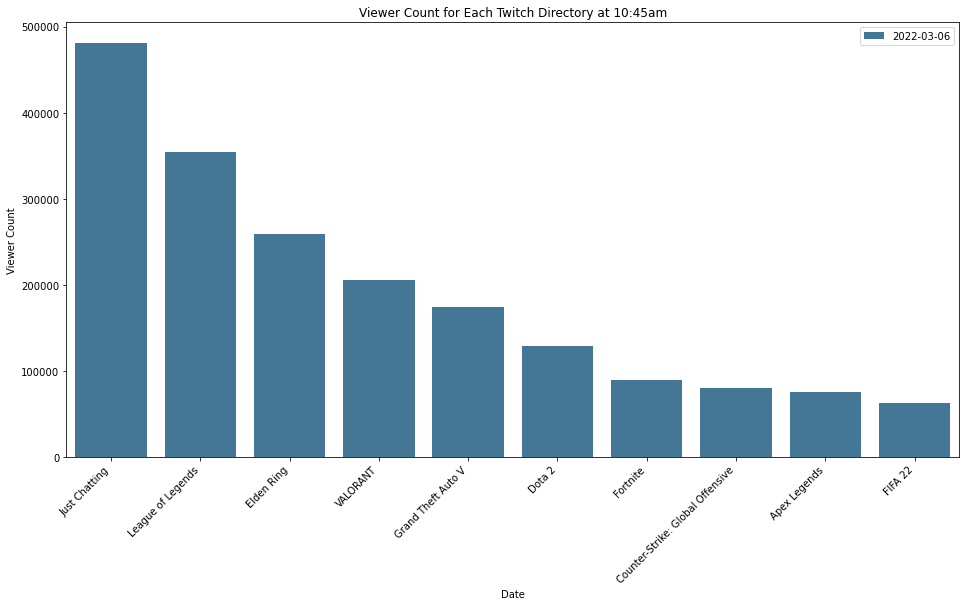 Viewer Count for Each Twitch Directory at 10:45am
2022-03-06
500000
400000
300000
200000
100000
0
Viewer Count
Just Chatting
League of Legends
Elden Ring
VALORANT
Grand Theft Auto V
Dota 2
Fortnite
Counter-Strike: Global Offensive
Apex Legends
FIFA 22
Date